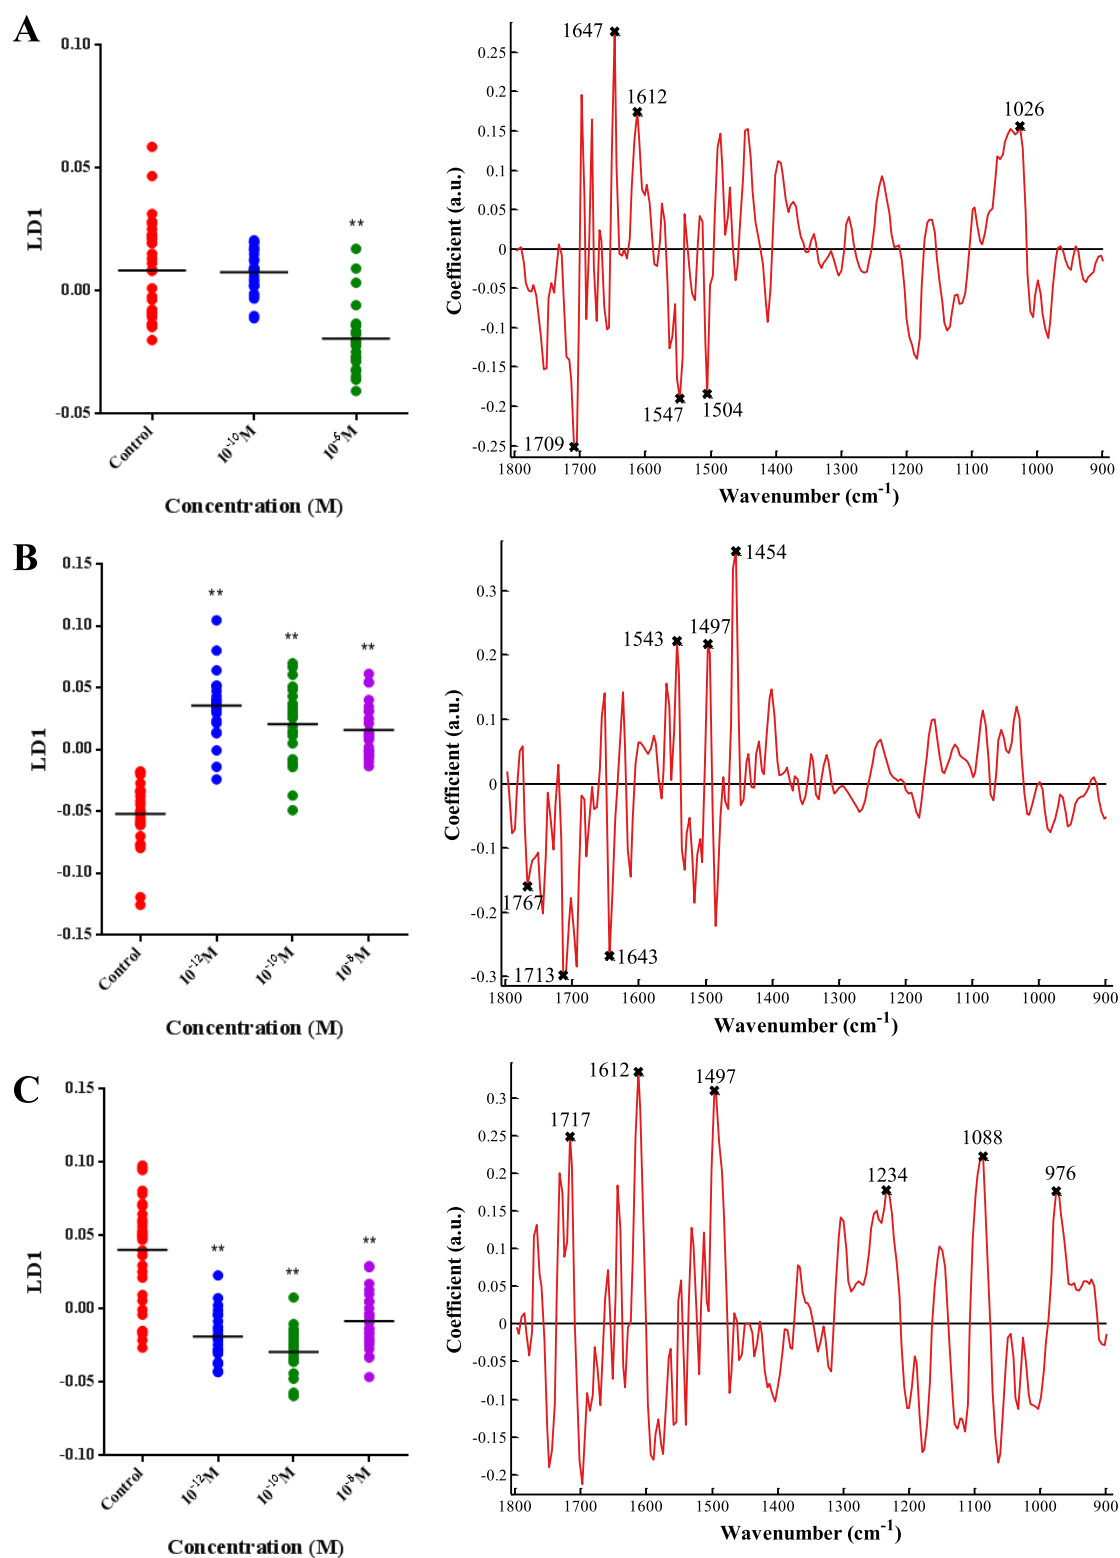 A
0.10
0.05
0.00
-0.05
LD1
**
Control
10⁻¹⁰M
10⁻⁶M
Concentration (M)
0.25
0.2
0.15
0.1
0.05
0
-0.05
-0.1
-0.15
-0.2
-0.25
Coefficient (a.u.)
1647
1612
1026
1709
1547
1504
1800 1700 1600 1500 1400 1300 1200 1100 1000 900
Wavenumber (cm⁻¹)
B
0.15
0.10
0.05
0.00
-0.05
-0.10
-0.15
LD1
** ** **
Control
10⁻¹²M
10⁻¹⁰M
10⁻⁸M
Concentration (M)
0.3
0.2
0.1
0
-0.1
-0.2
-0.3
Coefficient (a.u.)
1454
1543
1497
1767
1713
1643
1800 1700 1600 1500 1400 1300 1200 1100 1000 900
Wavenumber (cm⁻¹)
C
0.15
0.10
0.05
0.00
-0.05
-0.10
LD1
** ** **
Control
10⁻¹²M
10⁻¹⁰M
10⁻⁸M
Concentration (M)
0.3
0.25
0.2
0.15
0.1
0.05
0
-0.05
-0.1
-0.15
-0.2
Coefficient (a.u.)
1717
1612
1497
1234
1088
976
1800 1700 1600 1500 1400 1300 1200 1100 1000 900
Wavenumber (cm⁻¹)